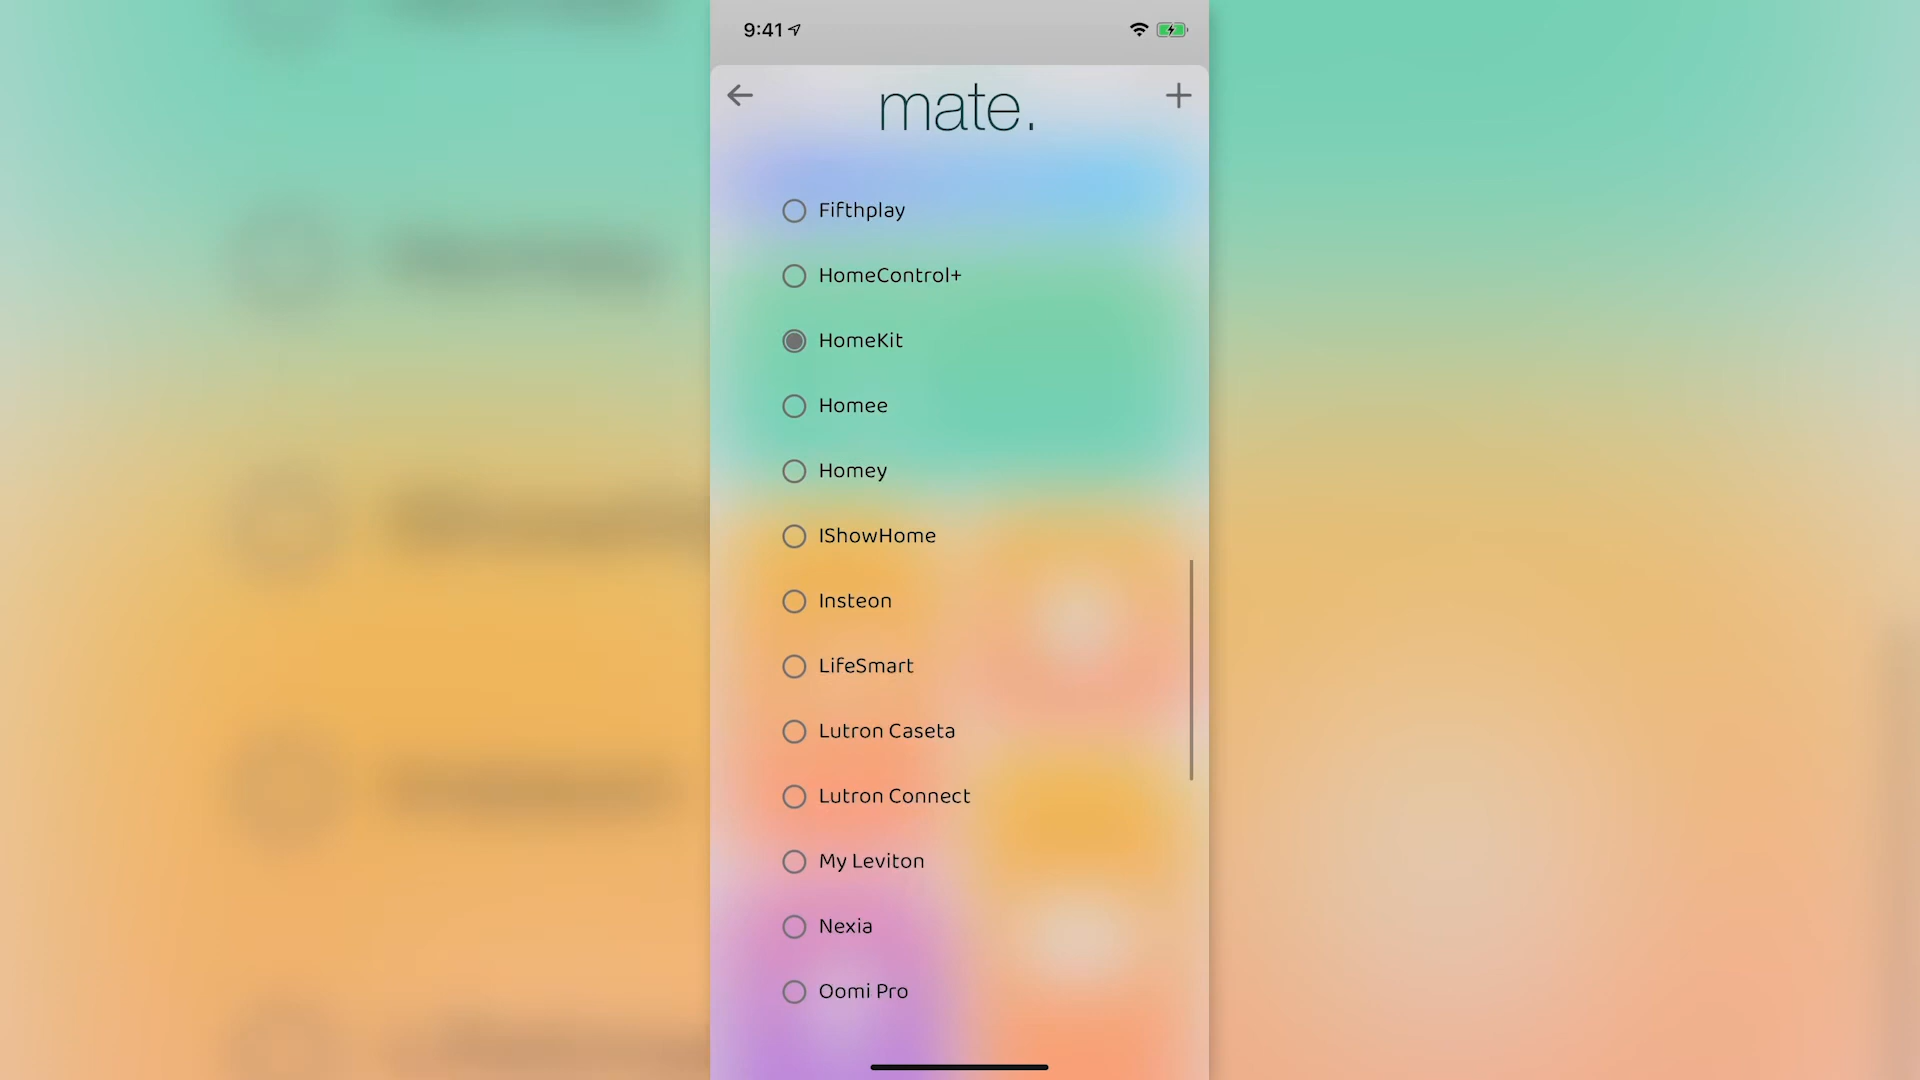 9:41
mate.
Fifthplay
HomeControl+
HomeKit
Homee
Homey
IShowHome
Insteon
LifeSmart
Lutron Caseta
Lutron Connect
My Leviton
Nexia
Oomi Pro